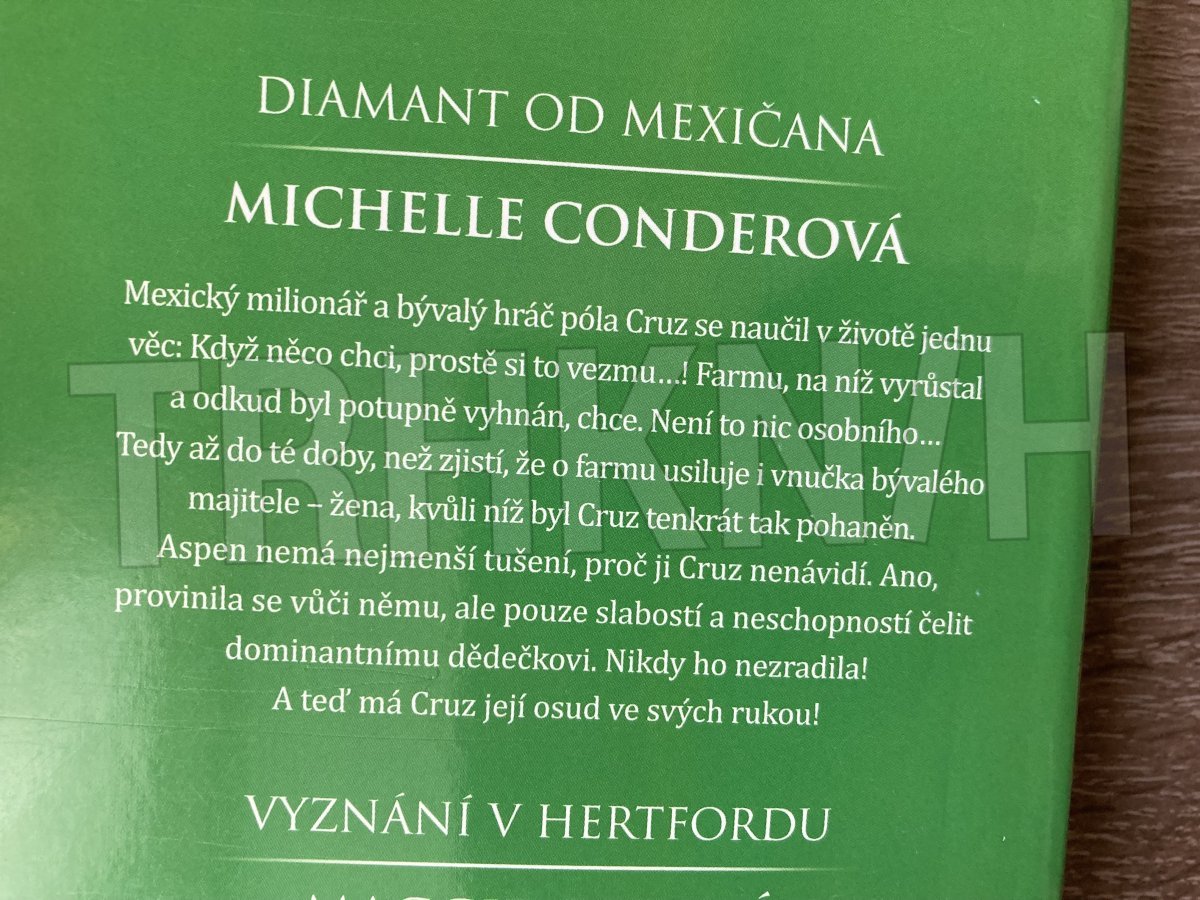 DIAMANT OD MEXIČANA
MICHELLE CONDEROVÁ
Mexický milionář a bývalý hráč póla Cruz se naučil v životě jednu
věc: Když něco chci, prostě si to vezmu...! Farmu, na níž vyrůstal
a odkud byl potupně vyhnán, chce. Není to nic osobního...
Tedy až do té doby, než zjistí, že o farmu usiluje i vnučka bývalého
majitele – žena, kvůli níž byl Cruz tenkrát tak pohaněn.
Aspen nemá nejmenší tušení, proč ji Cruz nenávidí. Ano,
provinila se vůči němu, ale pouze slabostí a neschopností čelit
dominantnímu dědečkovi. Nikdy ho nezradila!
A teď má Cruz její osud ve svých rukou!
VYZNÁNÍ V HERTFORDU
TRHKNIH